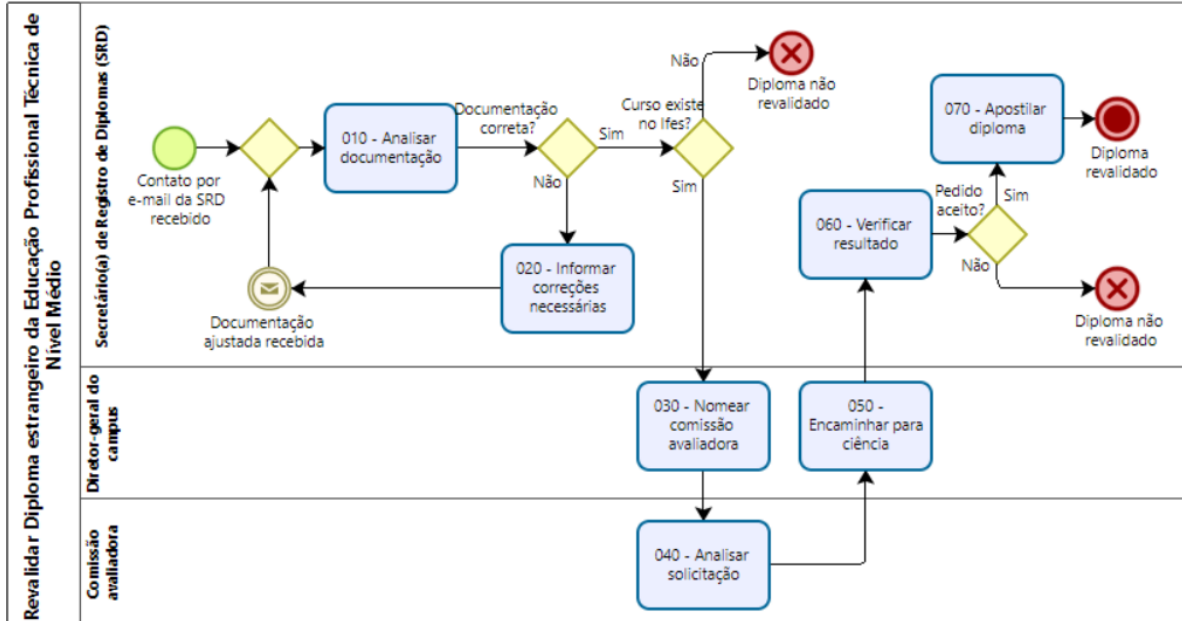 Revalidar Diploma estrangeiro da Educação Profissional Técnica de
Nível Médio
Secretário(a) de Registro de Diplomas (SRD)
Contato por
e-mail da SRD
recebido
010 - Analisar
documentação
Documentação
correta?
Sim
Não
020 - Informar
correções
necessárias
Documentação
ajustada recebida
Curso existe
no Ifes?
Não
Sim
Diploma não
revalidado
060 - Verificar
resultado
Pedido
aceito?
Sim
Não
070 - Apostilar
diploma
Diploma
revalidado
Diploma não
revalidado
Diretor-geral do
campus
030 - Nomear
comissão
avaliadora
050 -
Encaminhar para
ciência
Comissão
avaliadora
040 - Analisar
solicitação